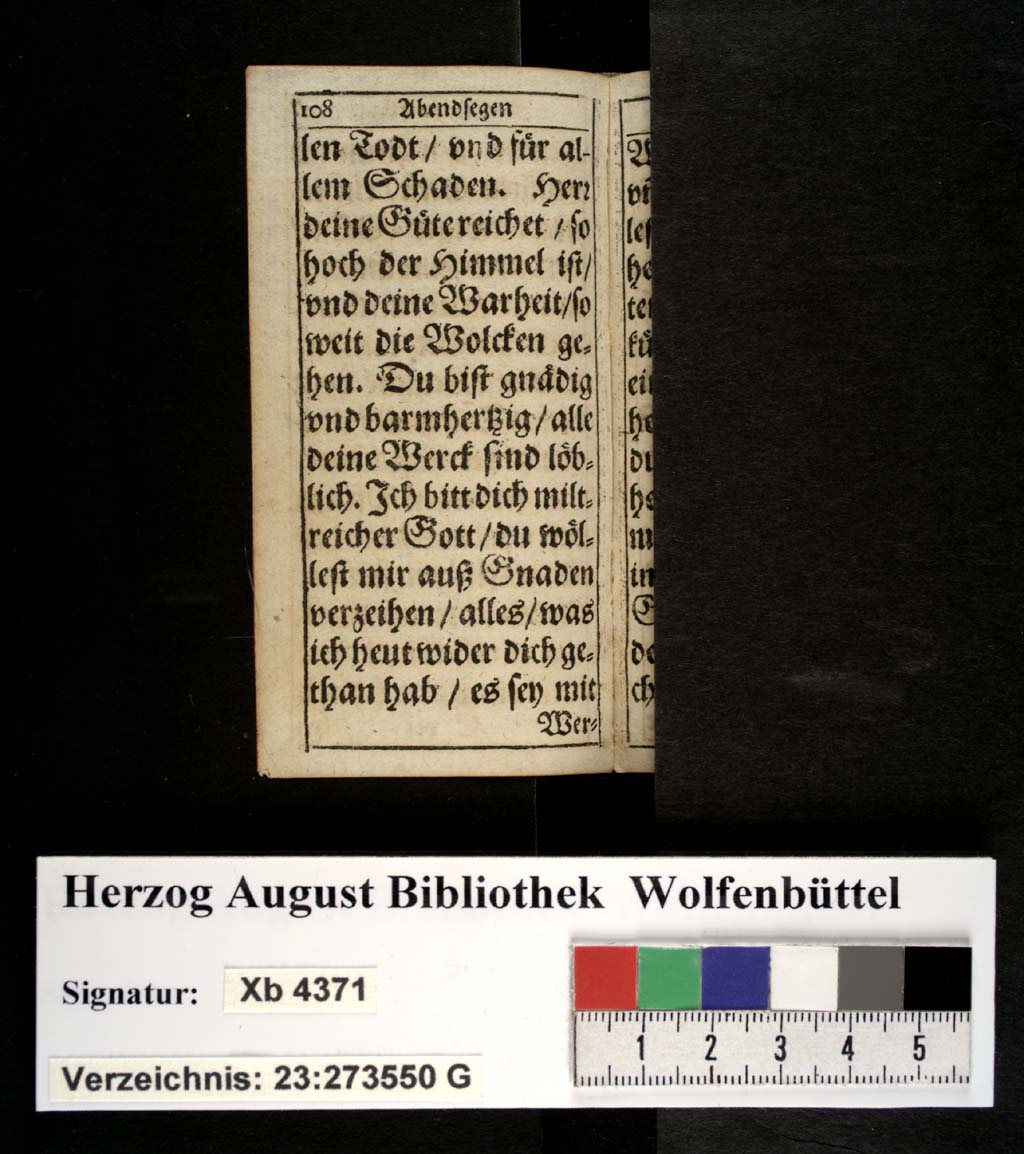 108 Abendsegen
len Todt / vnd für al-
lem Schaden. Herr
deine Güte reichet / so
hoch der Himmel ist /
vnd deine Warheit / so
weit die Wolcken ge-
hen. Du bist gnädig
vnd barmhertzig / alle
deine Werck sind löb-
lich. Ich bitt dich milt-
reicher Gott / du wöl-
lest mir auß Gnaden
verzeihen / alles / was
ich heut wider dich ge-
than hab / es sey mit
Wer-
Herzog August Bibliothek Wolfenbüttel
Signatur: Xb 4371
Verzeichnis: 23:273550 G
1 2 3 4 5